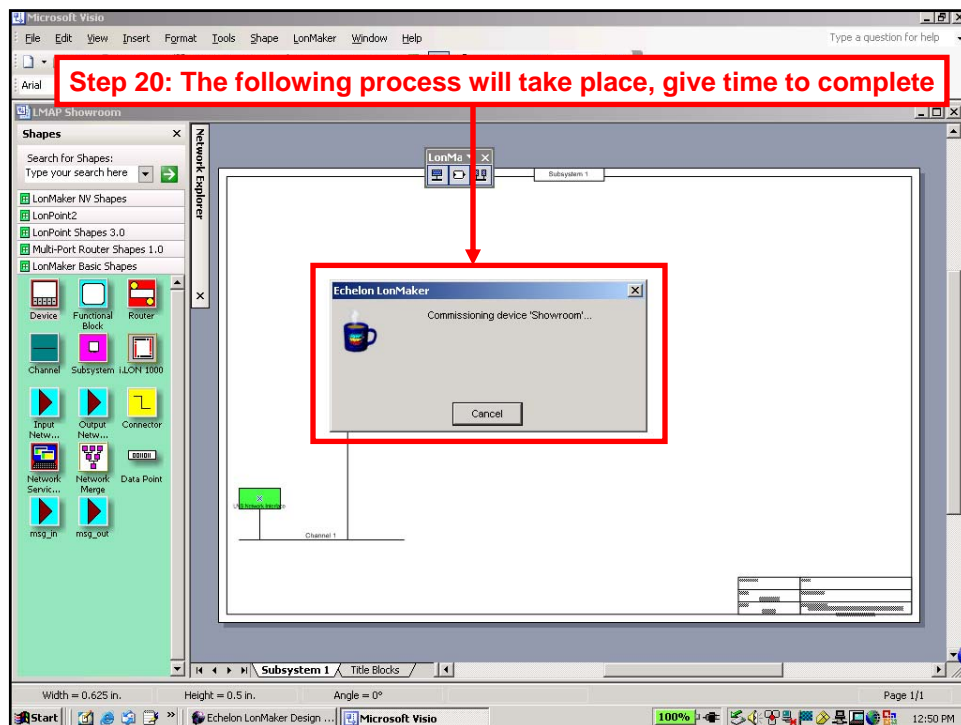 Microsoft Visio
File Edit View Insert Format Tools Shape LonMaker Window Help
Type a question for help
Arial
Step 20: The following process will take place, give time to complete
LMAP Showroom
Shapes
Search for Shapes:
Type your search here
Network Explorer
LonMaker NV Shapes
LonPoint2
LonPoint Shapes 3.0
Multi-Port Router Shapes 1.0
LonMaker Basic Shapes
Device
Functional Block
Router
Channel
Subsystem
i.LON 1000
Input Netw...
Output Netw...
Connector
Network Servic...
Network Merge
Data Point
msg_in
msg_out
LonMa
Subsystem 1
Echelon LonMaker
Commissioning device 'Showroom'...
Cancel
Channel 1
Subsystem 1
Title Blocks
Width = 0.625 in. Height = 0.5 in. Angle = 0° Page 1/1
Start
Echelon LonMaker Design ...
Microsoft Visio
100%
12:50 PM